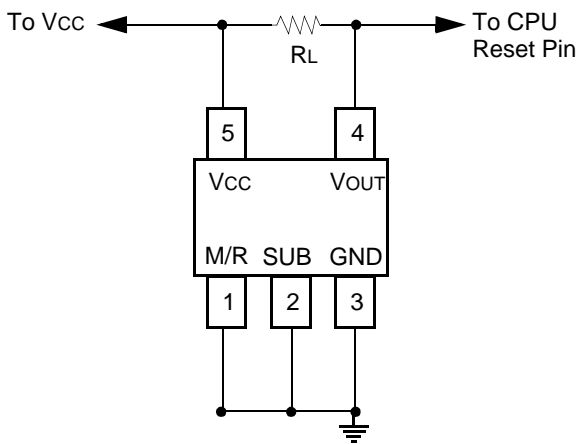 To VCC
RL
To CPU
Reset Pin
5
4
VCC
VOUT
M/R
SUB
GND
1
2
3